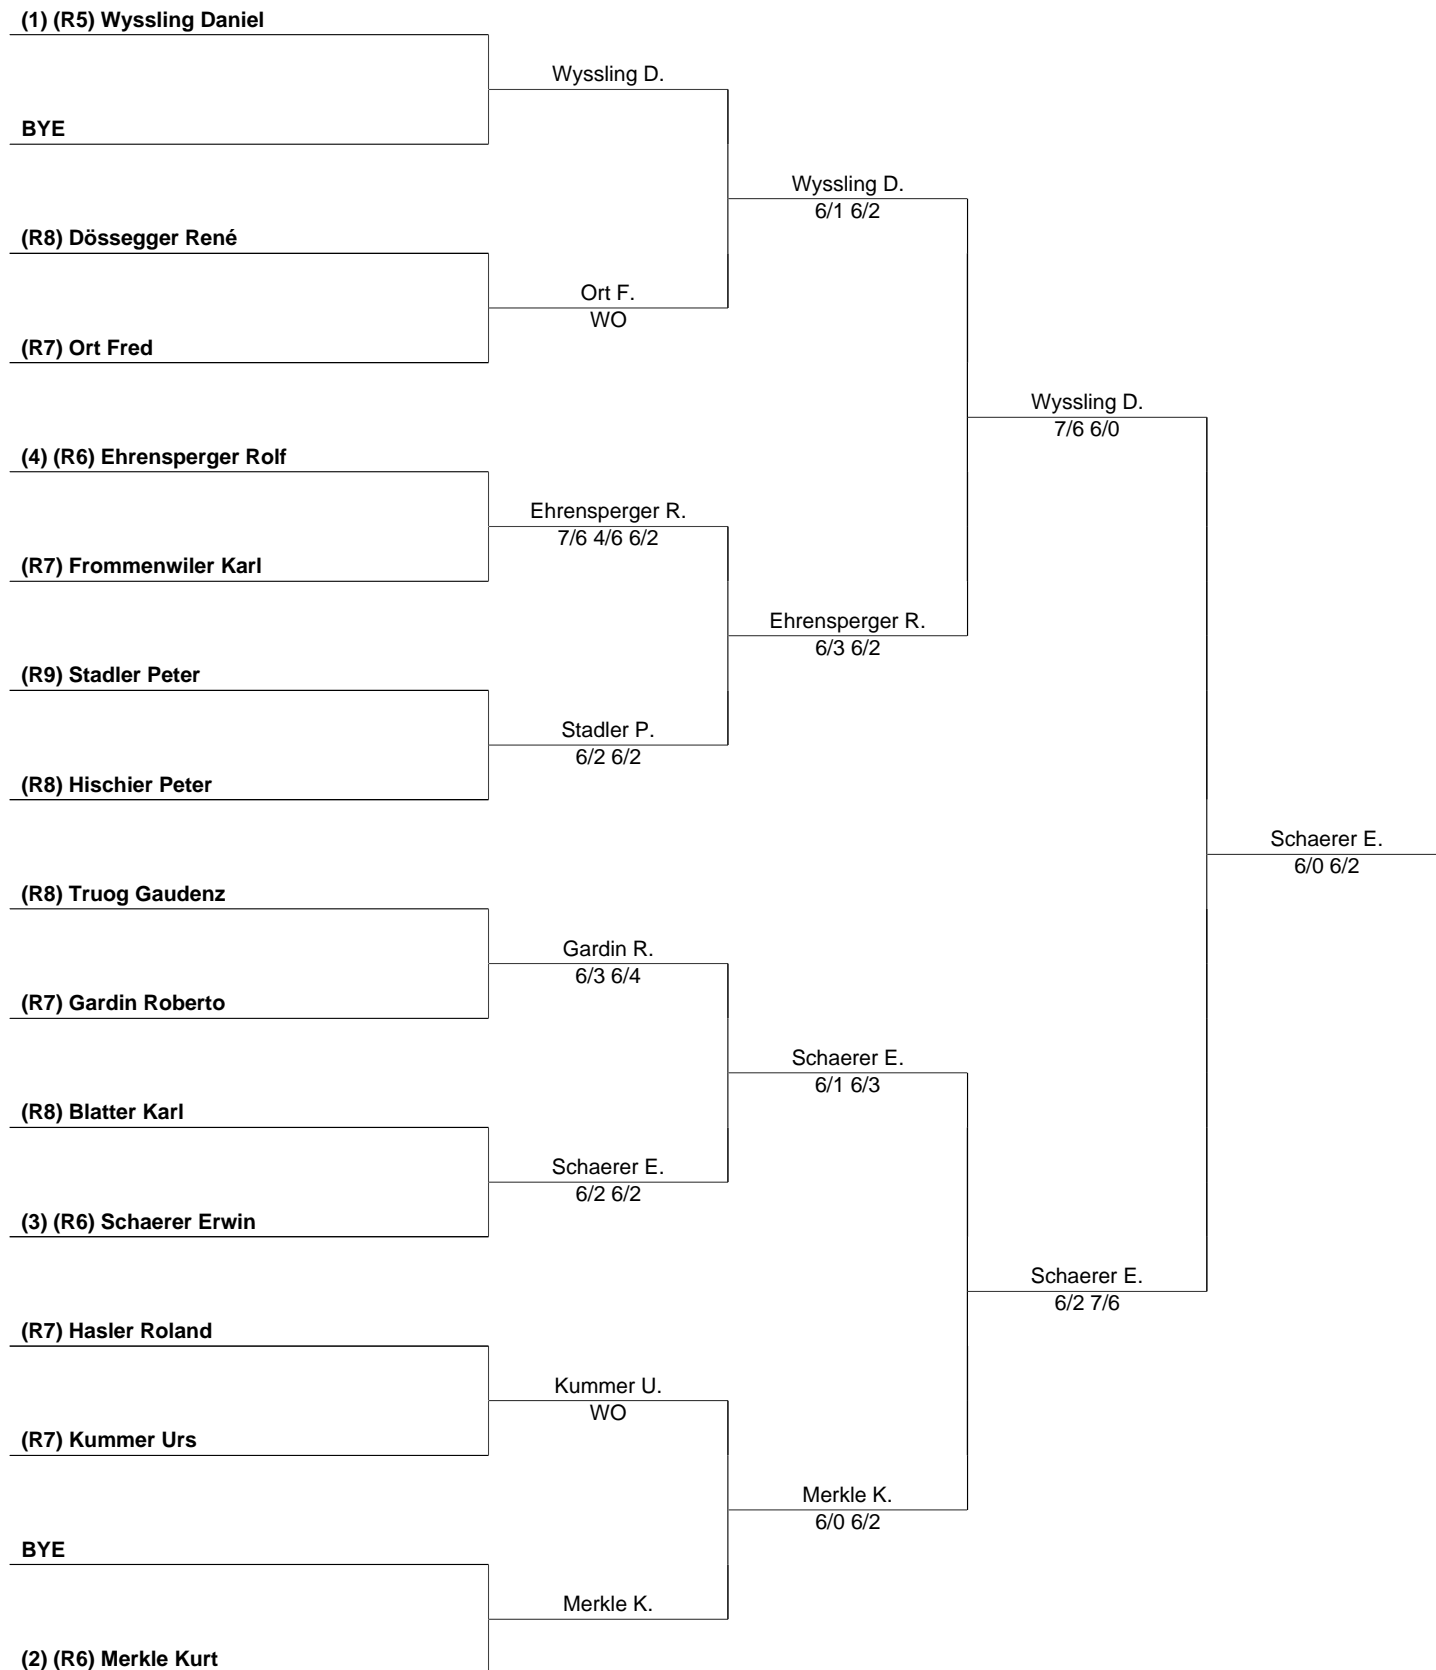 (1) (R5) Wyssling Daniel
Wyssling D.
BYE
Wyssling D.
6/1 6/2
(R8) Dössegger René
Ort F.
WO
(R7) Ort Fred
Wyssling D.
7/6 6/0
(4) (R6) Ehrensperger Rolf
Ehrensperger R.
7/6 4/6 6/2
(R7) Frommenwiler Karl
Ehrensperger R.
6/3 6/2
(R9) Stadler Peter
Stadler P.
6/2 6/2
(R8) Hischier Peter
Schaerer E.
6/0 6/2
(R8) Truog Gaudenz
Gardin R.
6/3 6/4
(R7) Gardin Roberto
Schaerer E.
6/1 6/3
(R8) Blatter Karl
Schaerer E.
6/2 6/2
(3) (R6) Schaerer Erwin
Schaerer E.
6/2 7/6
(R7) Hasler Roland
Kummer U.
WO
(R7) Kummer Urs
Merkle K.
6/0 6/2
BYE
Merkle K.
(2) (R6) Merkle Kurt